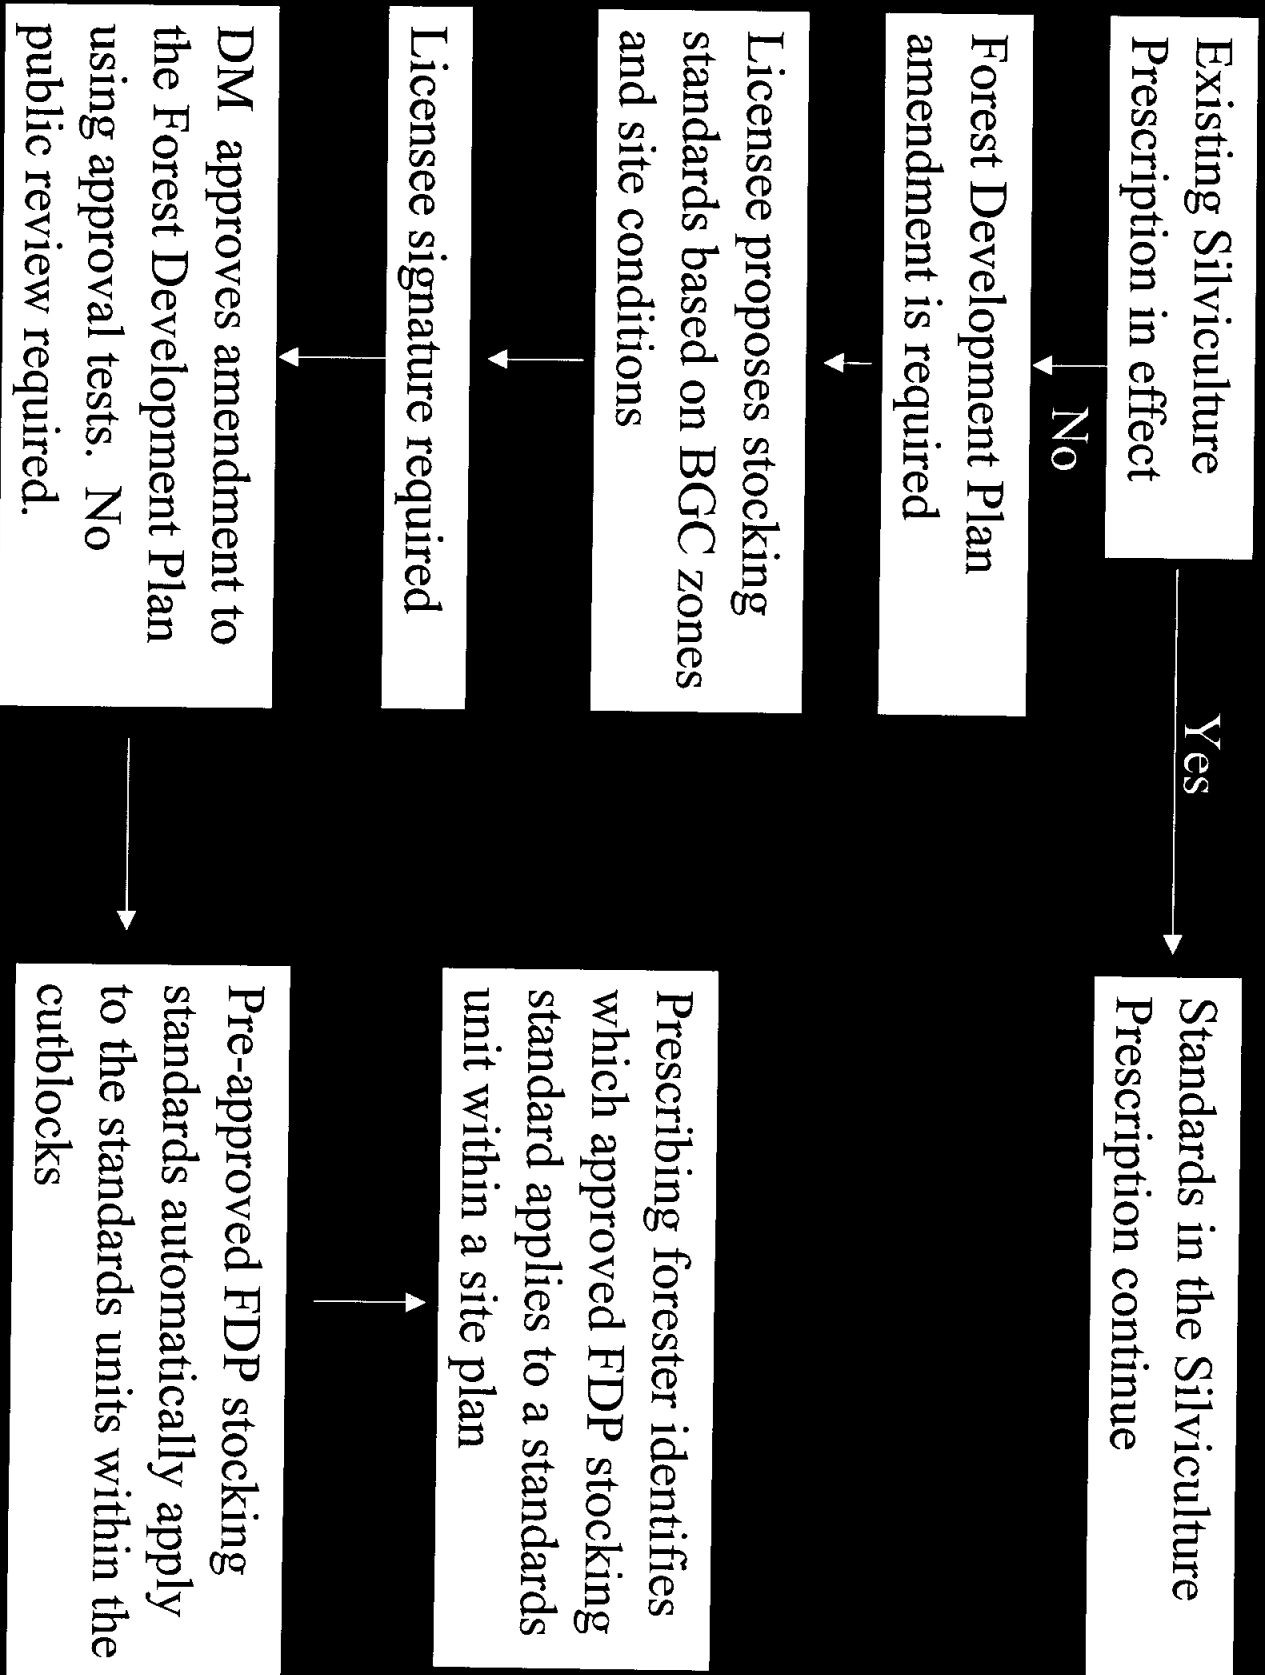 Existing Silviculture
Prescription in effect
Yes
Standards in the Silviculture
Prescription continue
No
Forest Development Plan
amendment is required
Licensee proposes stocking
standards based on BGC zones
and site conditions
Licensee signature required
DM approves amendment to
the Forest Development Plan
using approval tests. No
public review required.
Pre-approved FDP stocking
standards automatically apply
to the standards units within the
cutblocks
Prescribing forester identifies
which approved FDP stocking
standard applies to a standards
unit within a site plan